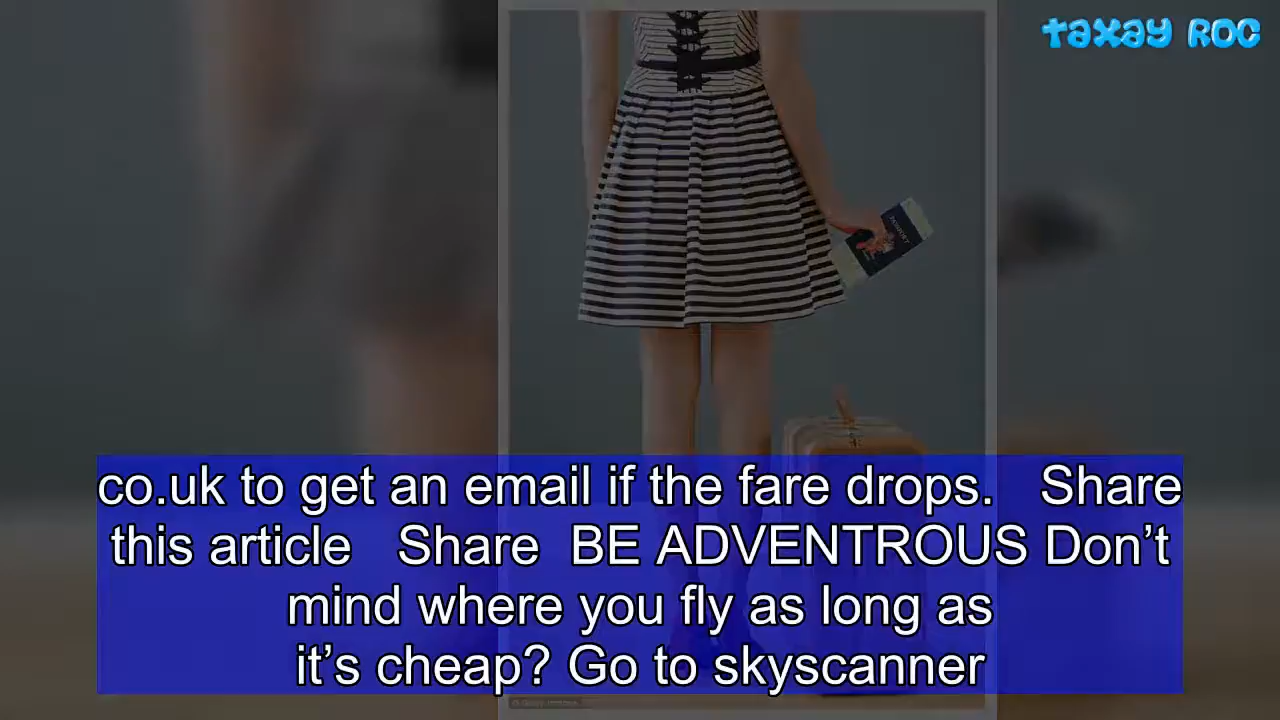 taxay ROC
PASSPORT
co.uk to get an email if the fare drops.   Share
this article   Share  BE ADVENTROUS Don’t
mind where you fly as long as
it’s cheap? Go to skyscanner